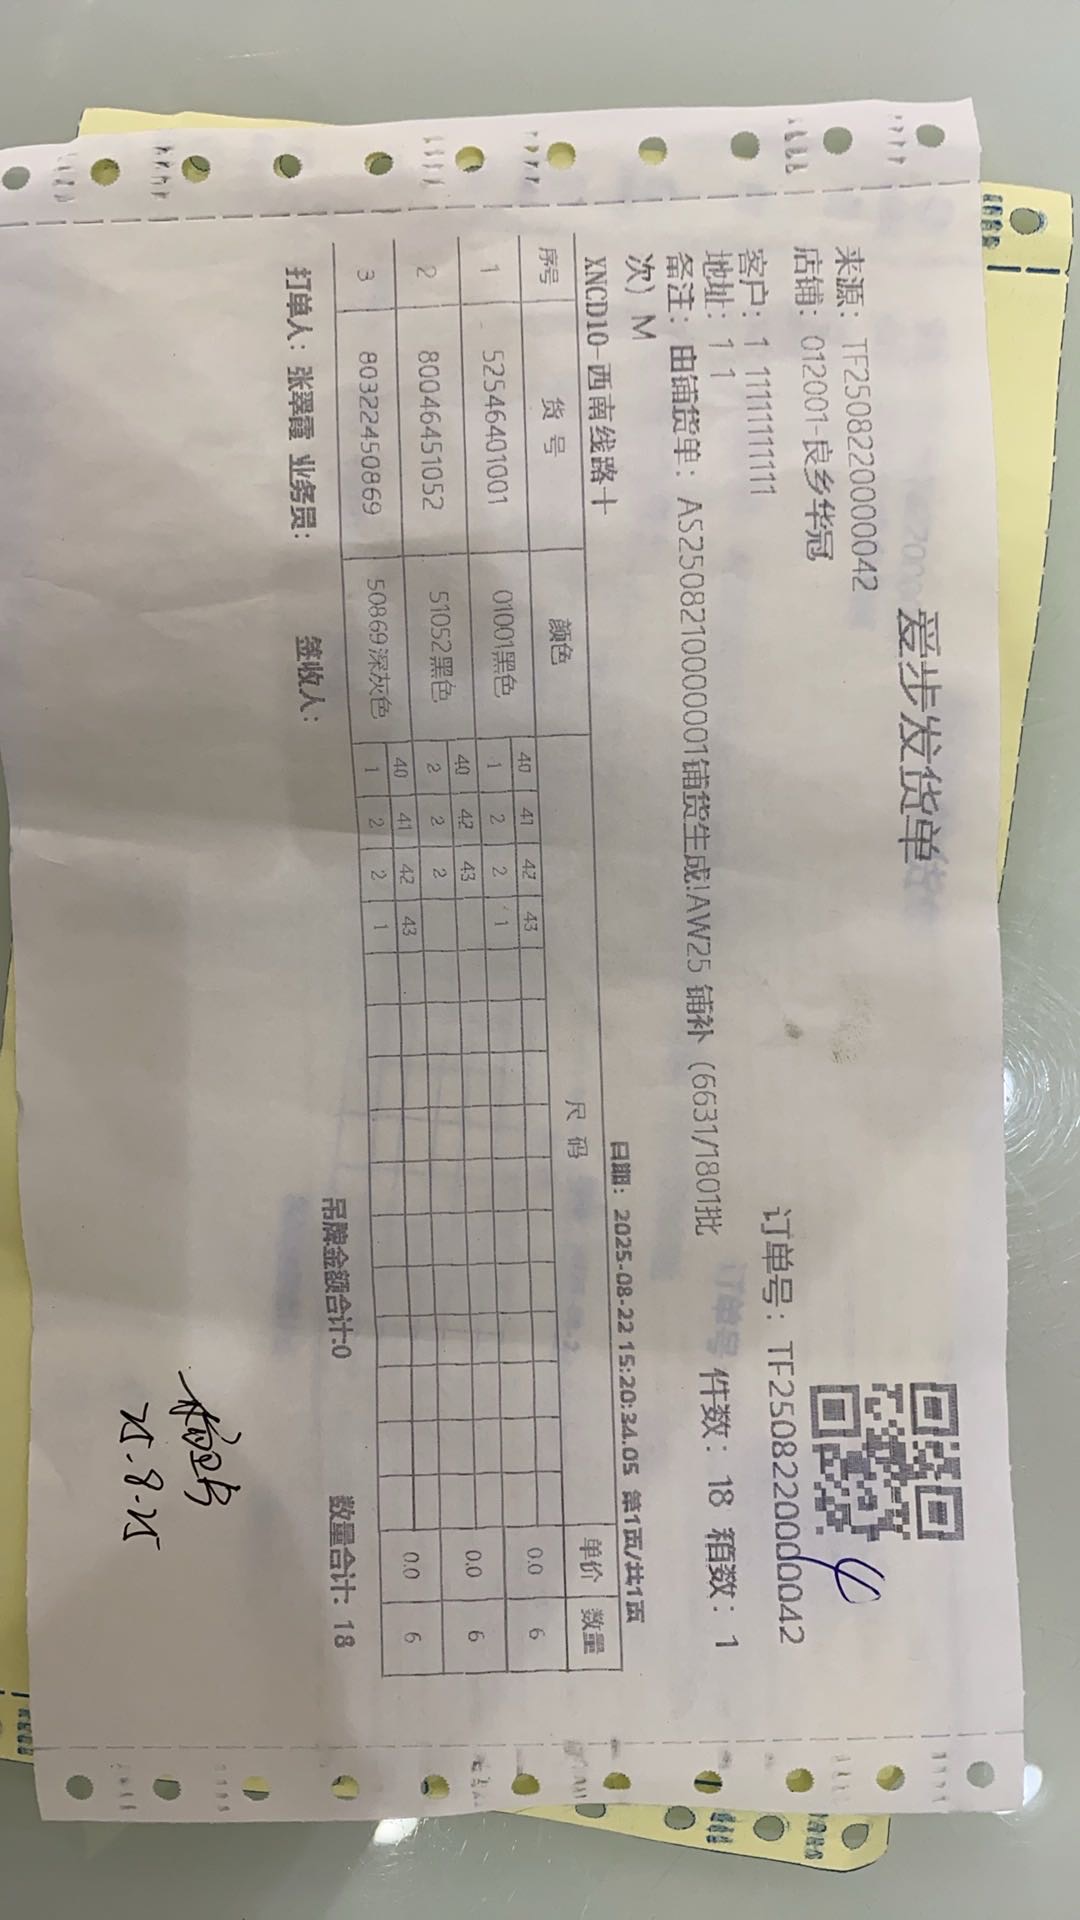 爱步发货单
来源：TF25082200000042
订单号：TF25082200000042
店铺：012001-良乡华冠
客户：1 11111111111
地址：1 1
件数：18 箱数：1
备注：由铺货单：AS25082100000001铺货生成!AW25 铺补（6631/1801批
次）M
日期：2025-08-22 15:20:34.05 第1页/共1页
XNCD10-西南线路十
序号 货号 颜色 尺码 单价 数量
40 41 42 43
1 52546401001 01001黑色 1 2 2 1 0.0 6
40 42 43
2 80046451052 51052黑色 2 2 2 0.0 6
40 41 42 43
3 80322450869 50869深灰色 1 2 2 1 0.0 6
吊牌金额合计:0 数量合计：18
打单人：张翠霞 业务员： 签收人：
25.8.25